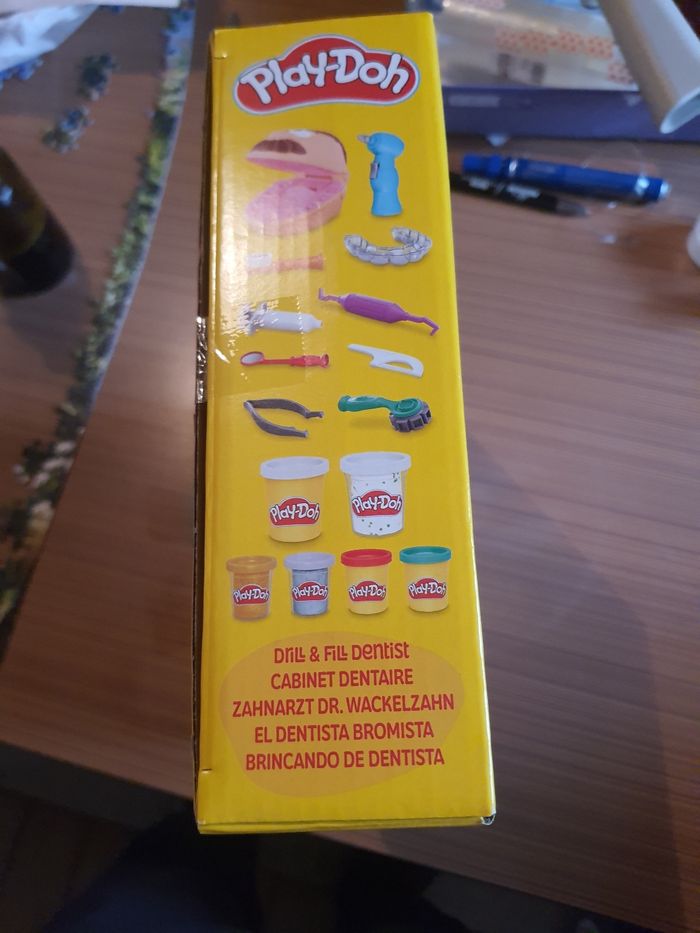 PLAY-DOH
PLAY-DOH
PLAY-DOH
PLAY-DOH
PLAY-DOH
PLAY-DOH
PLAY-DOH
Drill & Fill Dentist
CABINET DENTAIRE
ZAHNARZT DR. WACKELZAHN
EL DENTISTA BROMISTA
BRINCANDO DE DENTISTA